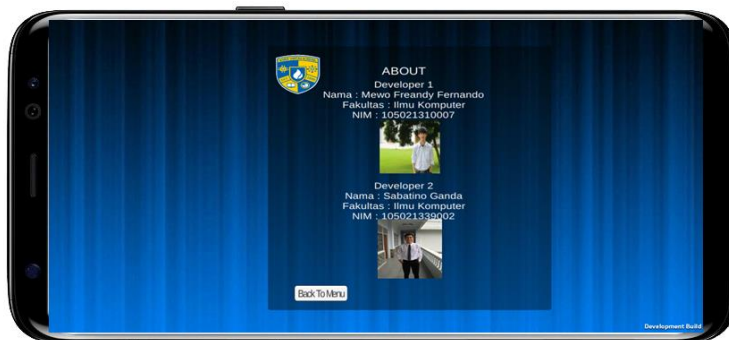 ABOUT
Developer 1
Nama : Mewo Freandy Fernando
Fakultas : Ilmu Komputer
NIM : 105021310007
Developer 2
Nama : Sabatino Ganda
Fakultas : Ilmu Komputer
NIM : 105021339002
Back To Menu
Development Build